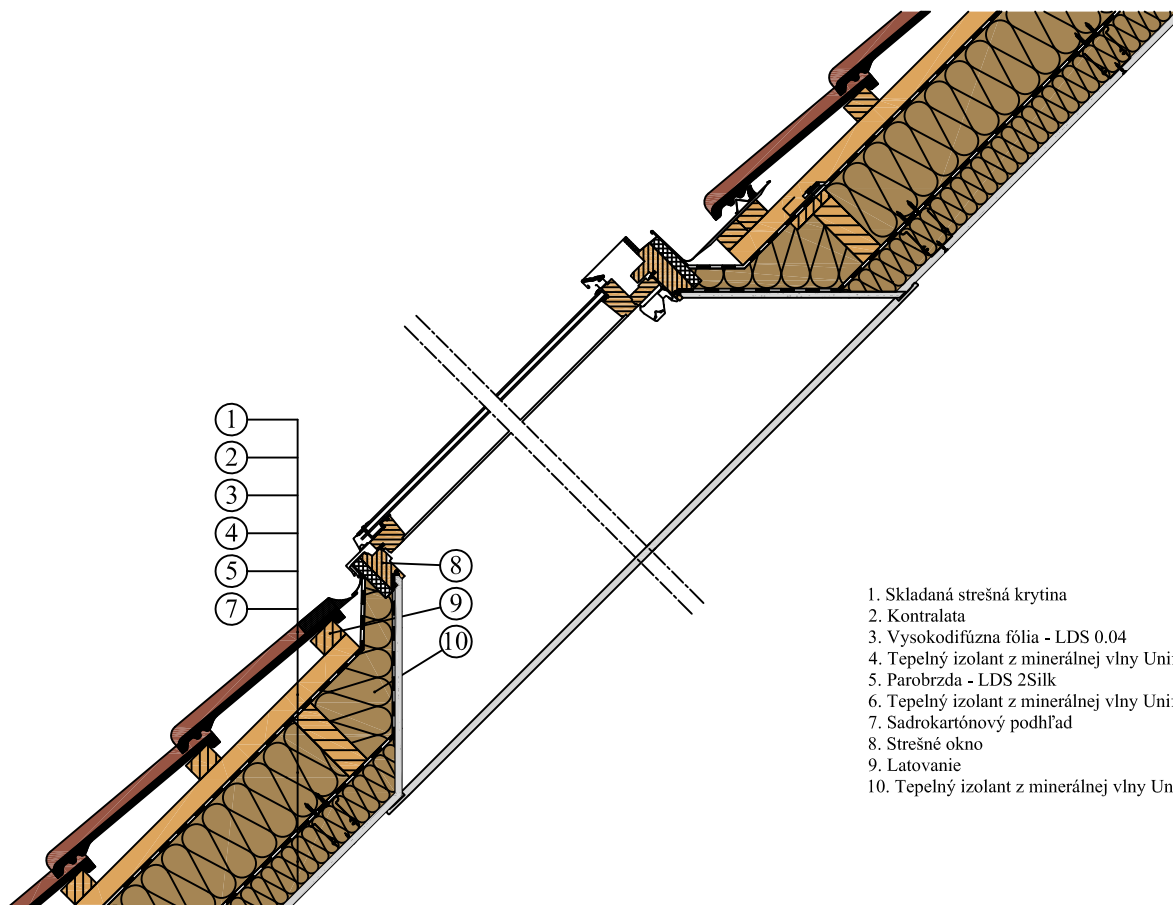 1
2
3
4
5
7
8
9
10
1. Skladaná strešná krytina
2. Kontralata
3. Vysokodifúzna fólia - LDS 0.04
4. Tepelný izolant z minerálnej vlny Uni
5. Parobrzda - LDS 2Silk
6. Tepelný izolant z minerálnej vlny Uni
7. Sadrokartónový podhľad
8. Strešné okno
9. Latovanie
10. Tepelný izolant z minerálnej vlny Un